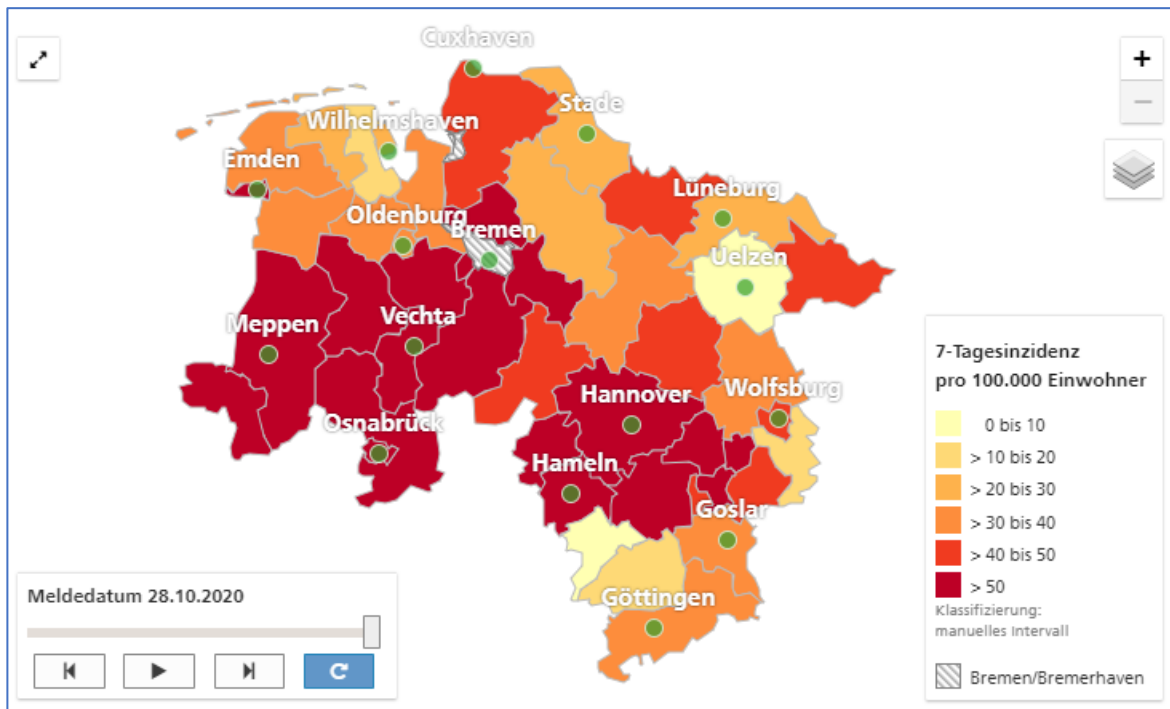 Cuxhaven
Stade
Wilhelmshaven
Emden
Lüneburg
Oldenburg
Bremen
Uelzen
Meppen
Vechta
Hannover
Wolfsburg
Osnabrück
Hameln
Goslar
Göttingen
+
−
7-Tagesinzidenz
pro 100.000 Einwohner
0 bis 10
> 10 bis 20
> 20 bis 30
> 30 bis 40
> 40 bis 50
> 50
Klassifizierung:
manuelles Intervall
Bremen/Bremerhaven
Meldedatum 28.10.2020